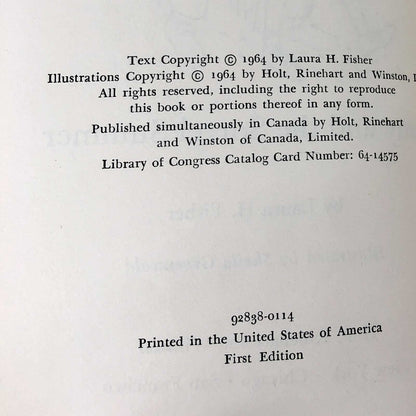 Text Copyright © 1964 by Laura H. Fisher
Illustrations Copyright © 1964 by Holt, Rinehart and Winston, I
All rights reserved, including the right to reproduce
this book or portions thereof in any form.
Published simultaneously in Canada by Holt, Rinehart
and Winston of Canada, Limited.
Library of Congress Catalog Card Number: 64-14575
92838-0114
Printed in the United States of America
First Edition